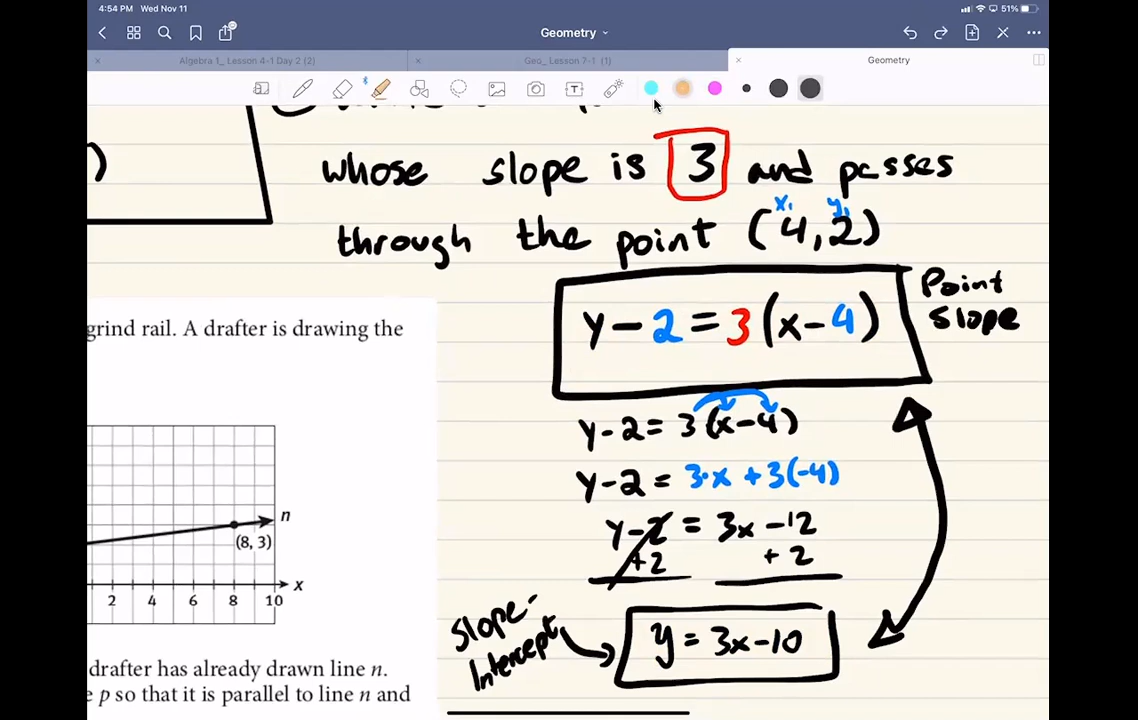 4:54 PM Wed Nov 11
51%
Geometry
Algebra 1_ Lesson 4-1 Day 2 (2)
Geo_ Lesson 7-1 (1)
Geometry
)
whose slope is 3 and passes
x₁ y₁
through the point (4,2)
Point
slope
y-2=3(x-4)
grind rail. A drafter is drawing the
y-2=3(x-4)
y-2=3·x+3(-4)
y-2=3x-12
+2 +2
n
(8, 3)
x
2 4 6 8 10
slope-
Intercept
y=3x-10
drafter has already drawn line n.
e p so that it is parallel to line n and